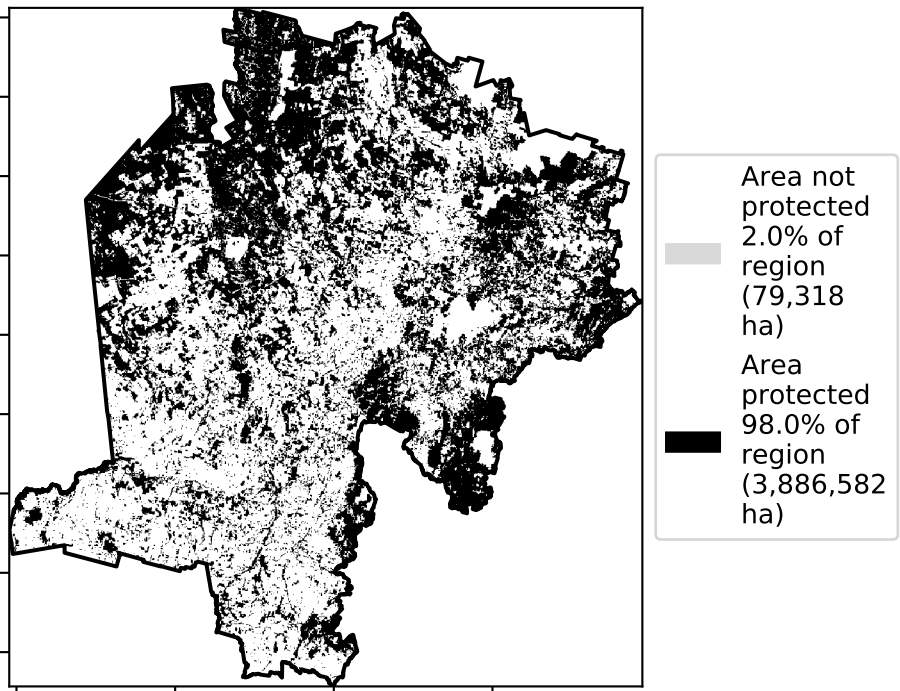 Area not
protected
2.0% of
region
(79,318
ha)
Area
protected
98.0% of
region
(3,886,582
ha)